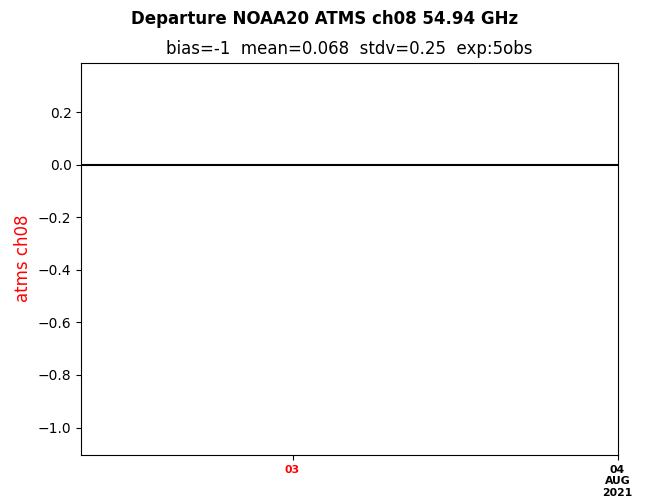 Departure NOAA20 ATMS ch08 54.94 GHz
bias=-1  mean=0.068  stdv=0.25  exp:5obs
0.2
0.0
−0.2
−0.4
−0.6
−0.8
−1.0
atms ch08
03
04
AUG
2021